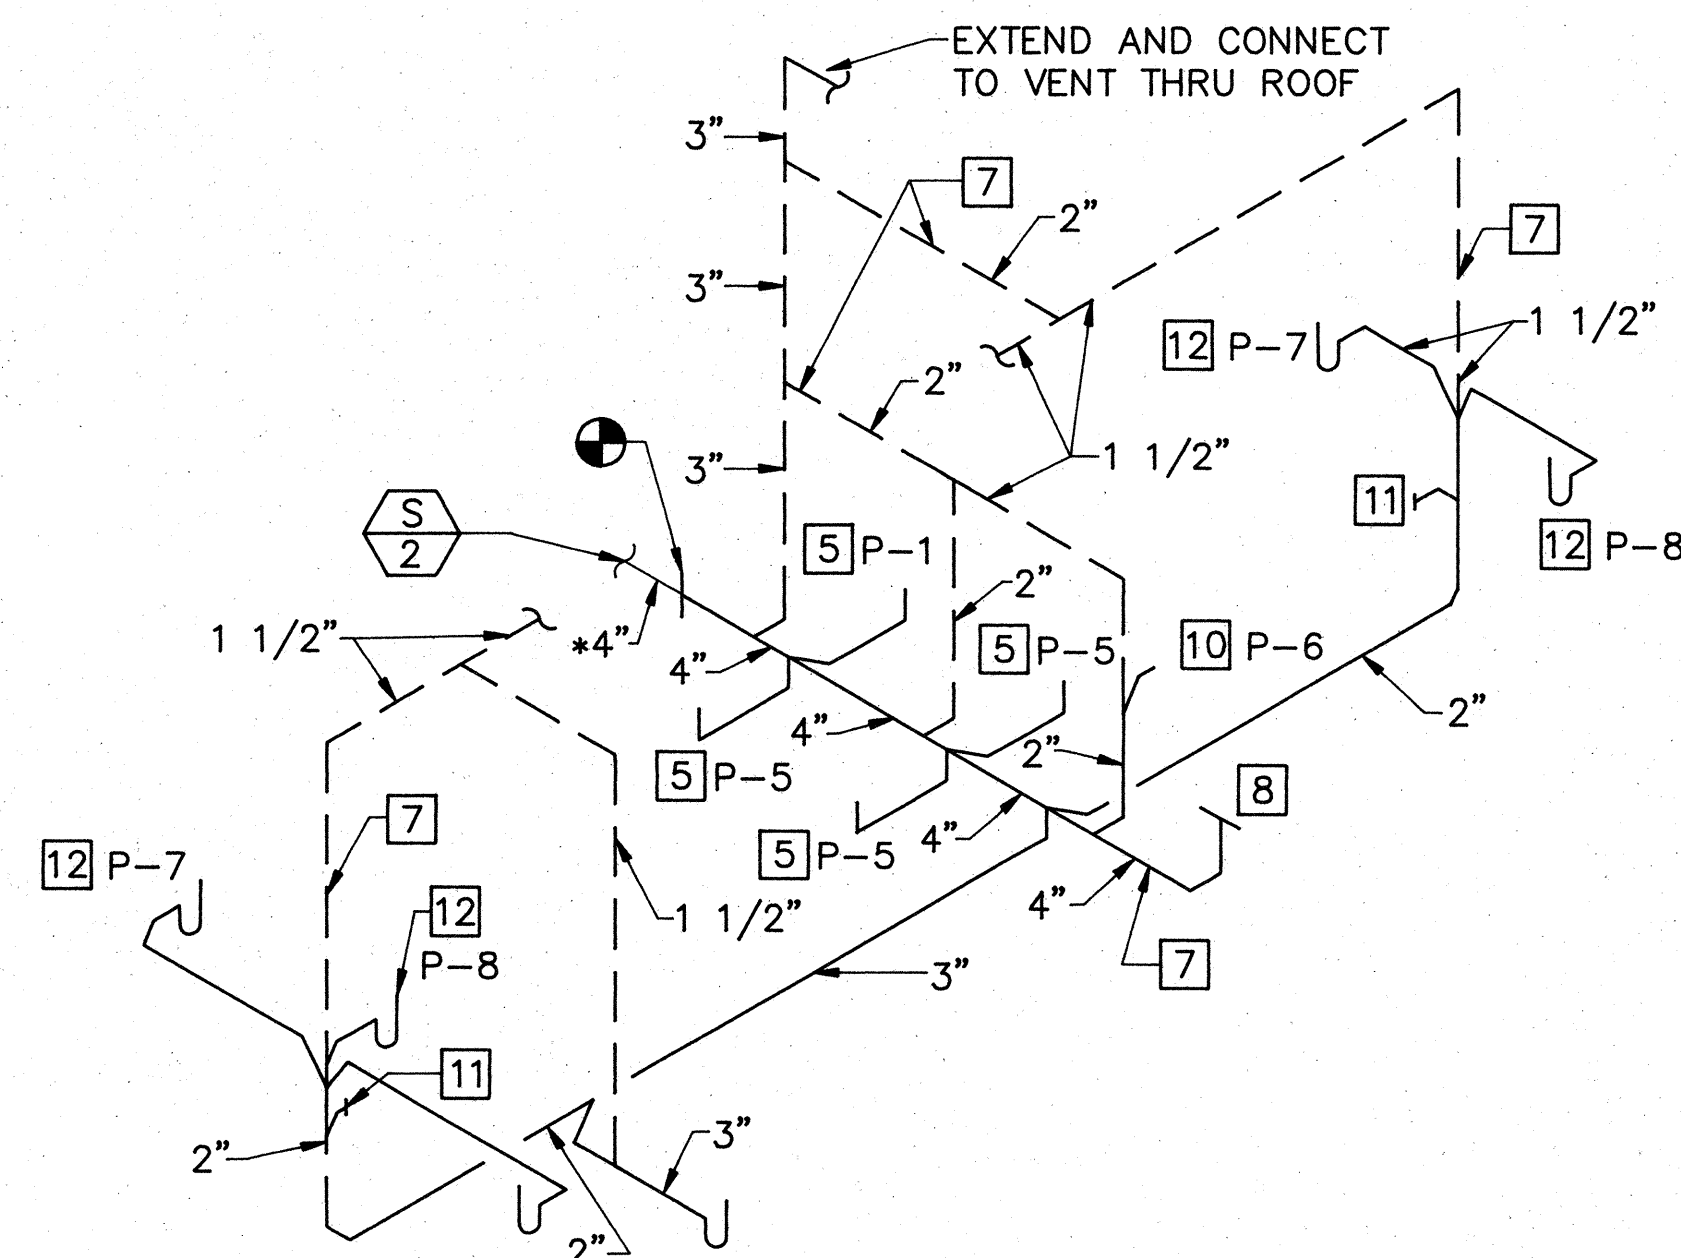 EXTEND AND CONNECT
TO VENT THRU ROOF
3”
7
2”
7
3”
12 P-7
1 1/2”
2”
3”
1 1/2”
11
12 P-8
S
2
5 P-1
2”
1 1/2”
*4”
4”
5 P-5
10 P-6
2”
4”
2”
5 P-5
8
7
4”
5 P-5
12 P-7
12
P-8
1 1/2”
4”
7
3”
11
2”
3”
2”